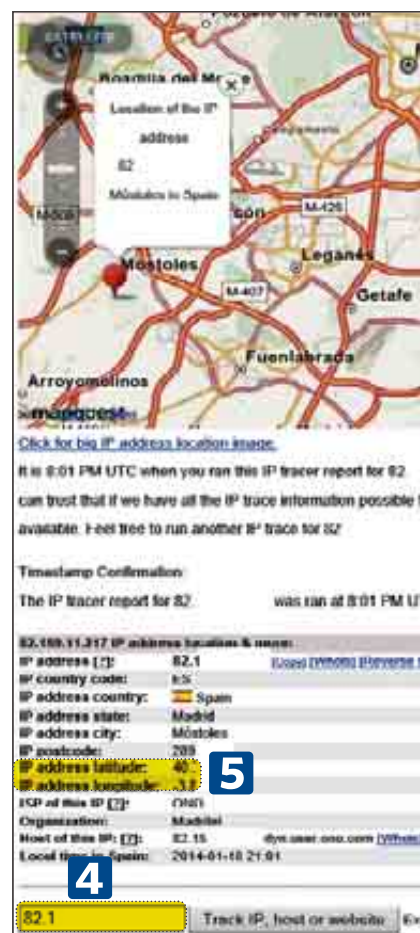 Boadilla del
Location of the IP
address
82
Móstoles in Spain
M-425
Leganés
Móstoles
M-407
Getafe
Fuenlabrada
Arroyomolinos
mapquest
Click for big IP address location image.
It is 8:01 PM UTC when you ran this IP tracer report for 82
can trust that if we have all the IP trace information possible
available. Feel free to run another IP trace for 82
Timestamp Confirmation:
The IP tracer report for 82 was ran at 8:01 PM
IP address location & more:
IP address [?]: 82.1 [Whois] [Reverse
IP country code: ES
IP address country: Spain
IP address state: Madrid
IP address city: Móstoles
IP postcode: 289
IP address latitude: 40
IP address longitude: -3.8
5
ISP of this IP [?]: ONO
Organization: Madritel
Host of this IP: [?]: 82.15 dyn.user.ono.com [Whois]
Local time in Spain: 2014-01-18 21:01
4
82.1 Track IP, host or website